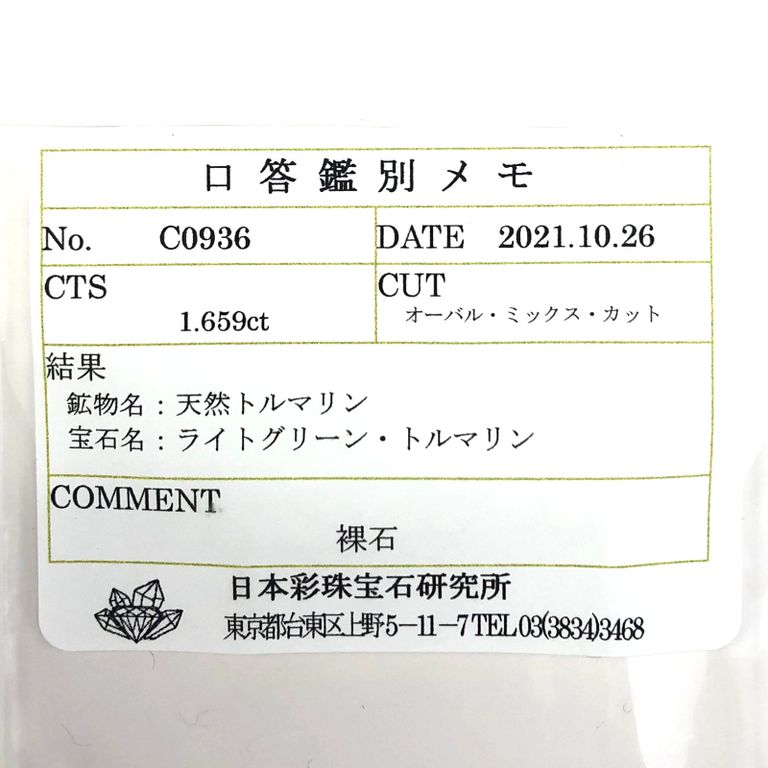 口答鑑別メモ
No. C0936 DATE 2021.10.26
CTS CUT
1.659ct オーバル・ミックス・カット
結果
鉱物名：天然トルマリン
宝石名：ライトグリーン・トルマリン
COMMENT
裸石
日本彩珠宝石研究所
東京都台東区上野5－11－7 TEL 03(3834)3468